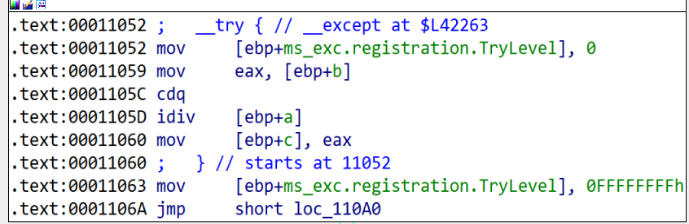 .text:00011052 ;   __try { // __except at $L42263
.text:00011052 mov     [ebp+ms_exc.registration.TryLevel], 0
.text:00011059 mov     eax, [ebp+b]
.text:0001105C cdq
.text:0001105D idiv    [ebp+a]
.text:00011060 mov     [ebp+c], eax
.text:00011060 ;   } // starts at 11052
.text:00011063 mov     [ebp+ms_exc.registration.TryLevel], 0FFFFFFFFh
.text:0001106A jmp     short loc_110A0